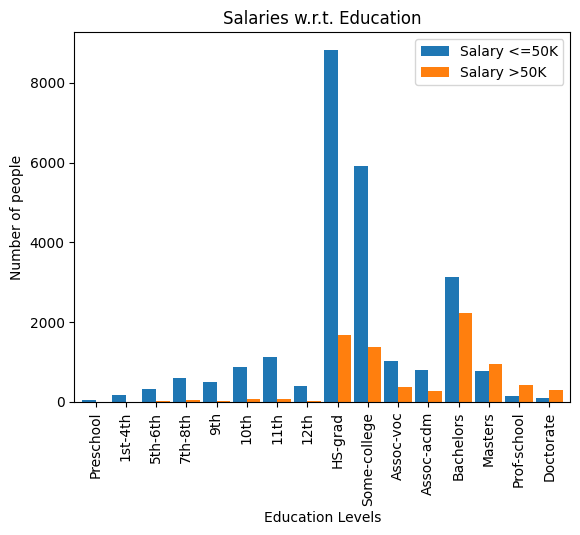 Salaries w.r.t. Education
Salary <=50K
Salary >50K
Number of people
8000
6000
4000
2000
0
Preschool
1st-4th
5th-6th
7th-8th
9th
10th
11th
12th
HS-grad
Some-college
Assoc-voc
Assoc-acdm
Bachelors
Masters
Prof-school
Doctorate
Education Levels